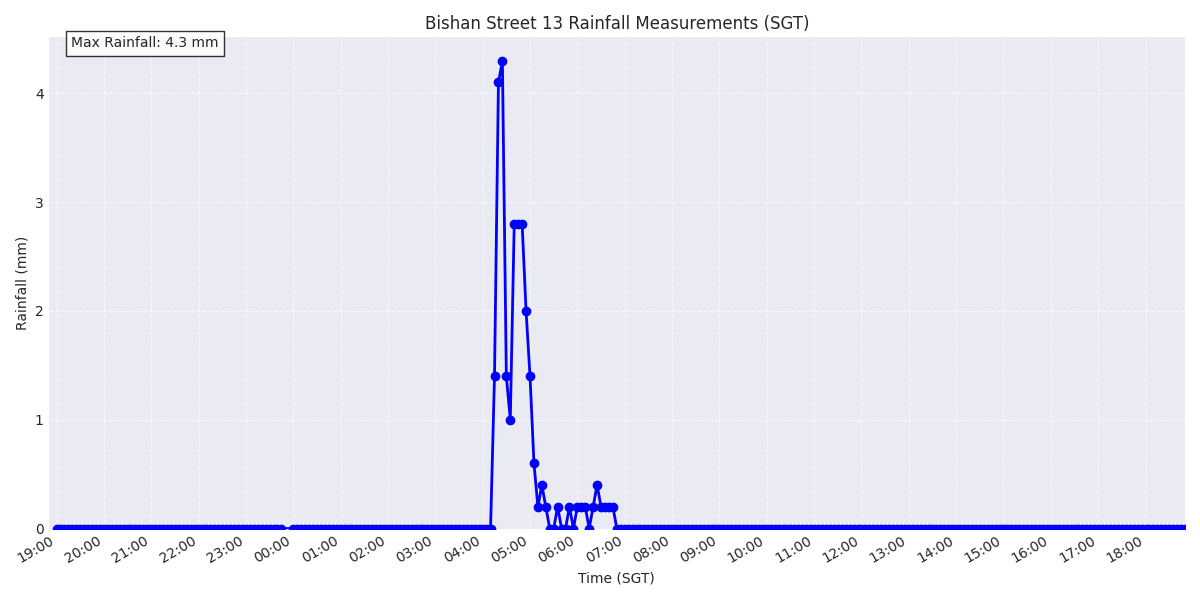 Bishan Street 13 Rainfall Measurements (SGT)
Max Rainfall: 4.3 mm
4
3
2
1
0
Rainfall (mm)
19:00 20:00 21:00 22:00 23:00 00:00 01:00 02:00 03:00 04:00 05:00 06:00 07:00 08:00 09:00 10:00 11:00 12:00 13:00 14:00 15:00 16:00 17:00 18:00
Time (SGT)